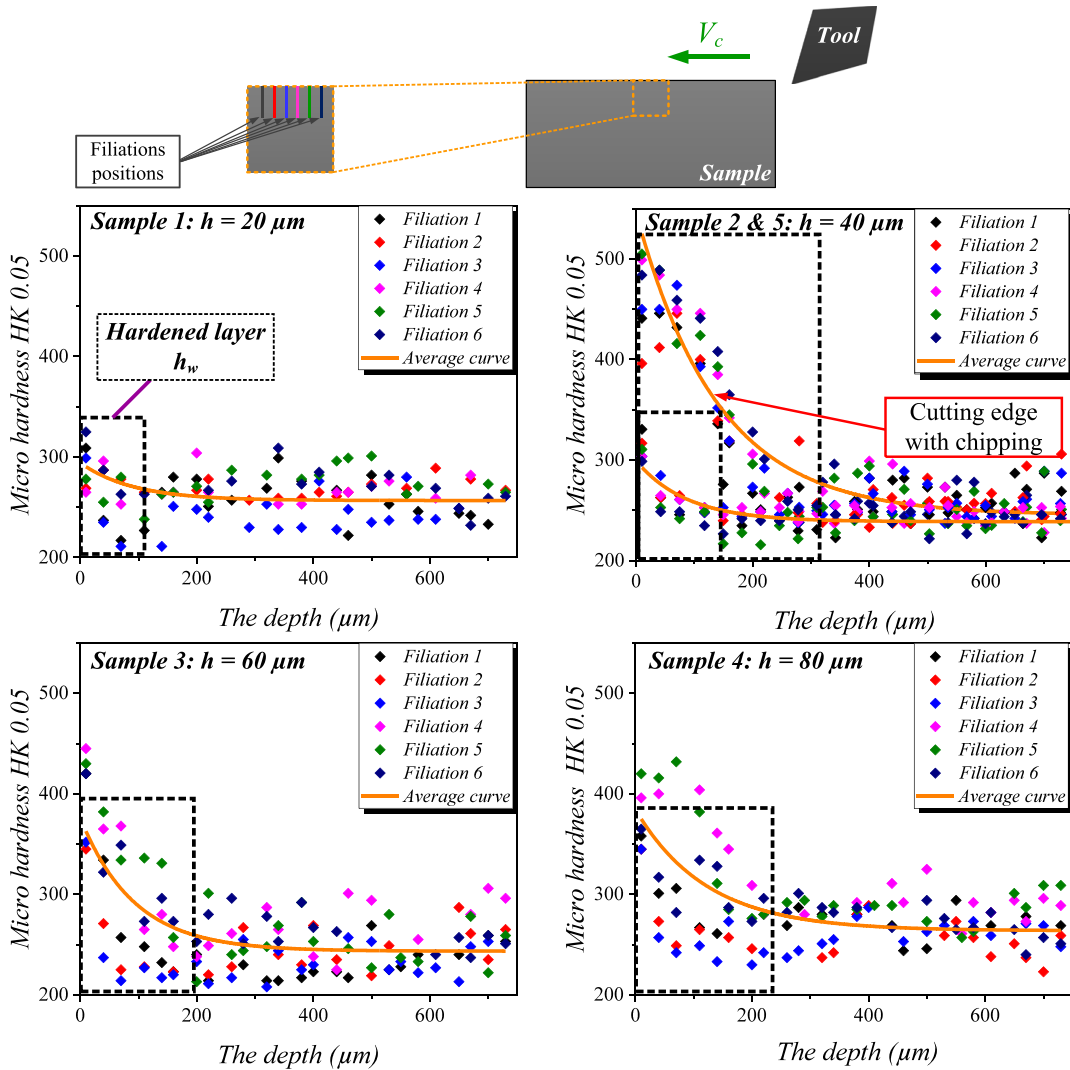 V_c
Tool
Filiations
positions
Sample
Sample 1: h = 20 µm
Filiation 1
Filiation 2
Filiation 3
Filiation 4
Filiation 5
Filiation 6
Average curve
Hardened layer
h_w
500
400
300
200
Micro hardness HK 0.05
0
200
400
600
The depth (µm)
Sample 2 & 5: h = 40 µm
Filiation 1
Filiation 2
Filiation 3
Filiation 4
Filiation 5
Filiation 6
Average curve
Cutting edge
with chipping
500
400
300
200
Micro hardness HK 0.05
0
200
400
600
The depth (µm)
Sample 3: h = 60 µm
Filiation 1
Filiation 2
Filiation 3
Filiation 4
Filiation 5
Filiation 6
Average curve
500
400
300
200
Micro hardness HK 0.05
0
200
400
600
The depth (µm)
Sample 4: h = 80 µm
Filiation 1
Filiation 2
Filiation 3
Filiation 4
Filiation 5
Filiation 6
Average curve
500
400
300
200
Micro hardness HK 0.05
0
200
400
600
The depth (µm)